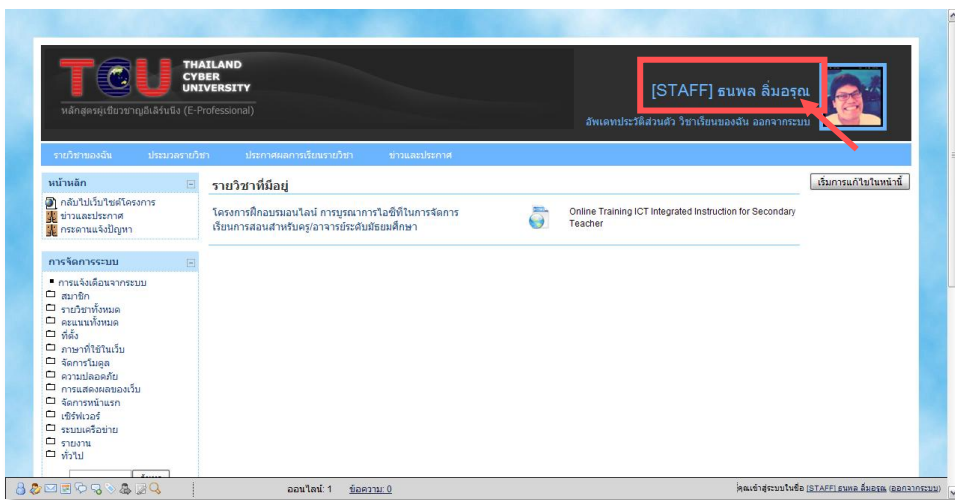 TCU
THAILAND
CYBER
UNIVERSITY
หลักสูตรผู้เชี่ยวชาญอีเลิร์นนิง (E-Professional)
[STAFF] ธนพล ลิ่มอรุณ
อัพเดทประวัติส่วนตัว วิชาเรียนของฉัน ออกจากระบบ
รายวิชาของฉัน ประมวลรายวิชา ประกาศผลการเรียนรายวิชา ข่าวและประกาศ
หน้าหลัก
กลับไปเว็บไซต์โครงการ
ข่าวและประกาศ
กระดานแจ้งปัญหา
รายวิชาที่มีอยู่
เริ่มการแก้ไขในหน้านี้
โครงการฝึกอบรมออนไลน์ การบูรณาการไอซีทีในการจัดการ
เรียนการสอนสำหรับครู/อาจารย์ระดับมัธยมศึกษา
Online Training ICT Integrated Instruction for Secondary
Teacher
การจัดการระบบ
การแจ้งเตือนจากระบบ
สมาชิก
รายวิชาทั้งหมด
คะแนนทั้งหมด
ที่ตั้ง
ภาษาที่ใช้ในเว็บ
จัดการโมดูล
ความปลอดภัย
การแสดงผลของเว็บ
จัดการหน้าแรก
เซิร์ฟเวอร์
ระบบเครือข่าย
รายงาน
ทั่วไป
ออนไลน์: 1 ข้อความ: 0
คุณเข้าสู่ระบบในชื่อ [STAFF] ธนพล ลิ่มอรุณ (ออกจากระบบ)